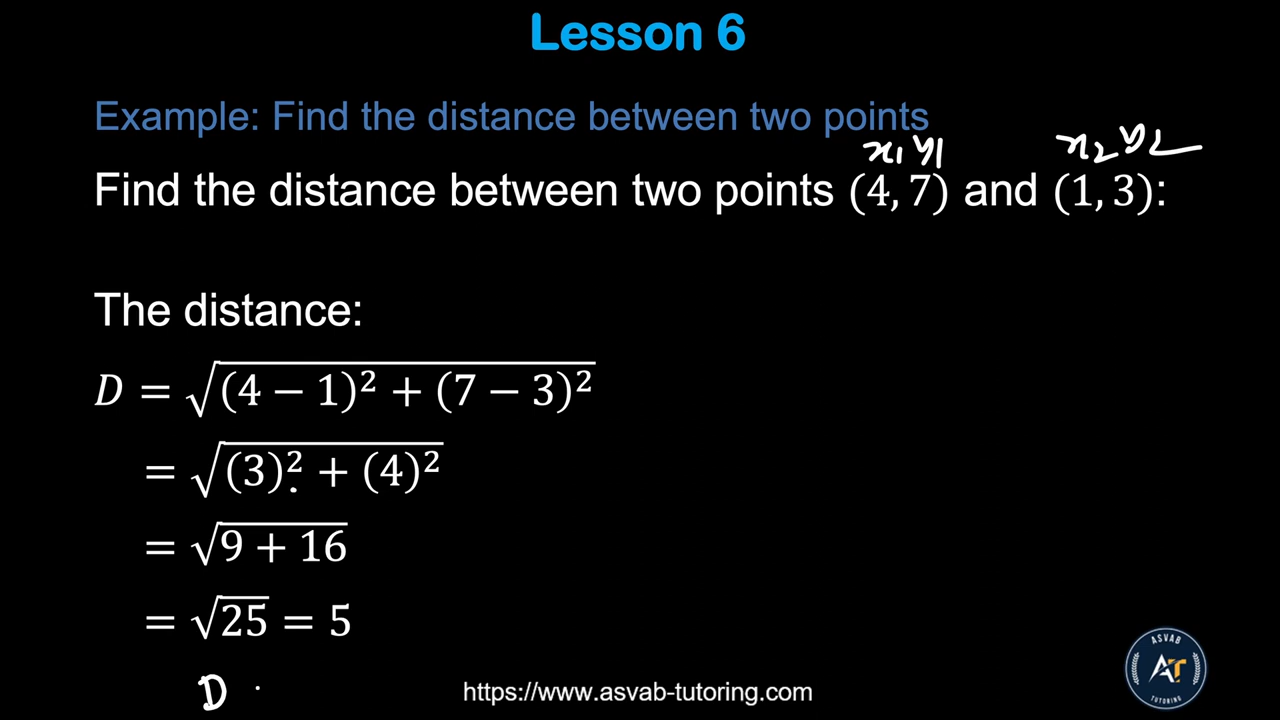 Lesson 6
Example: Find the distance between two points
x₁ y₁ x₂ y₂
Find the distance between two points (4, 7) and (1, 3):
The distance:
D = √((4 − 1)² + (7 − 3)²)
= √((3)² + (4)²)
= √(9 + 16)
= √25 = 5
D
https://www.asvab-tutoring.com
ASVAB
AT
TUTORING